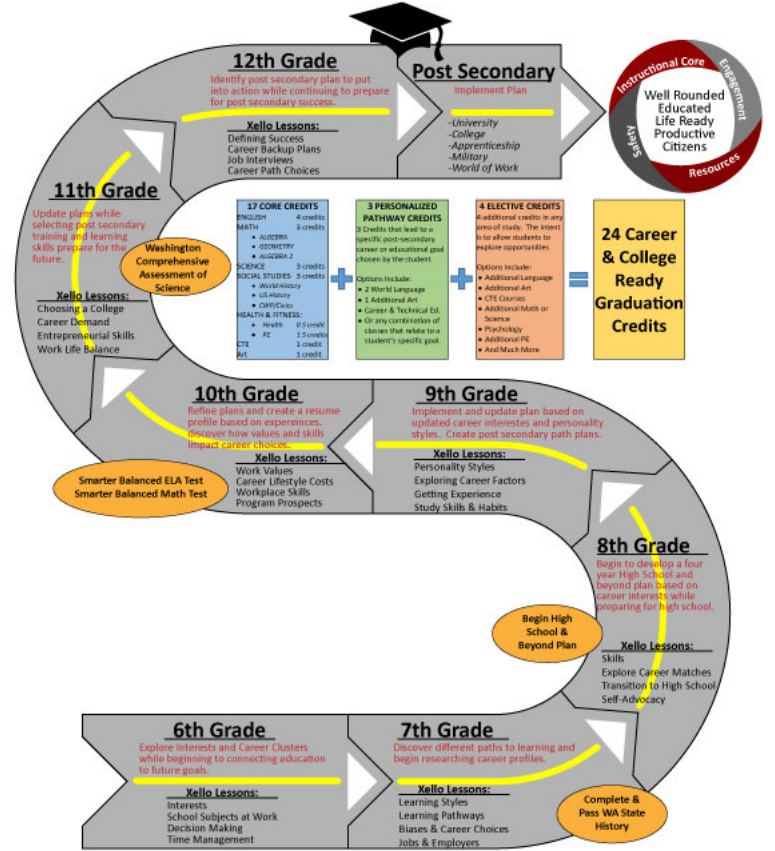 12th Grade
Identify post secondary plan to put
into action while continuing to prepare
for post secondary success.
Xello Lessons:
Defining Success
Career Backup Plans
Job Interviews
Career Path Choices
Post Secondary
Implement Plan
-University
-College
-Apprenticeship
-Military
-World of Work
Instructional Core
Engagement
Safety
Resources
Well Rounded
Educated
Life Ready
Productive
Citizens
11th Grade
Update plans while
selecting post secondary
training and learning
skills prepare for the
future.
Xello Lessons:
Choosing a College
Career Demand
Entrepreneurial Skills
Work Life Balance
Washington
Comprehensive
Assessment of
Science
17 CORE CREDITS
ENGLISH 4 credits
MATH 3 credits
• ALGEBRA
• GEOMETRY
• ALGEBRA 2
SCIENCE 3 credits
SOCIAL STUDIES 3 credits
• World History
• US History
• CWP/Civics
HEALTH & FITNESS:
• Health 0.5 credit
• PE 1.5 credits
CTE 1 credit
Art 1 credit
+
3 PERSONALIZED
PATHWAY CREDITS
3 Credits that lead to a
specific post-secondary
career or educational goal
chosen by the student
Options Include:
• 2 World Language
• 1 Additional Art
• Career & Technical Ed.
• Or any combination of
classes that relate to a
student's specific goal.
+
4 ELECTIVE CREDITS
4 additional credits in any
area of study. The intent
is to allow students to
explore opportunities
Options Include:
• Additional Language
• Additional Art
• CTE Courses
• Additional Math or
Science
• Psychology
• Additional PE
• And Much More
=
24 Career
& College
Ready
Graduation
Credits
10th Grade
Refine plans and create a resume
profile based on expereinces.
discover how values and skills
impact career choices.
Xello Lessons:
Work Values
Career Lifestyle Costs
Workplace Skills
Program Prospects
Smarter Balanced ELA Test
Smarter Balanced Math Test
9th Grade
Implement and update plan based on
updated career interestes and personality
styles. Create post secondary path plans.
Xello Lessons:
Personality Styles
Exploring Career Factors
Getting Experience
Study Skills & Habits
8th Grade
Begin to develop a four
year High School and
beyond plan based on
career interests while
preparing for high school.
Xello Lessons:
Skills
Explore Career Matches
Transition to High School
Self-Advocacy
Begin High
School &
Beyond Plan
6th Grade
Explore Interests and Career Clusters
while beginning to connecting education
to future goals.
Xello Lessons:
Interests
School Subjects at Work
Decision Making
Time Management
7th Grade
Discover different paths to learning and
begin researching career profiles.
Xello Lessons:
Learning Styles
Learning Pathways
Biases & Career Choices
Jobs & Employers
Complete &
Pass WA State
History